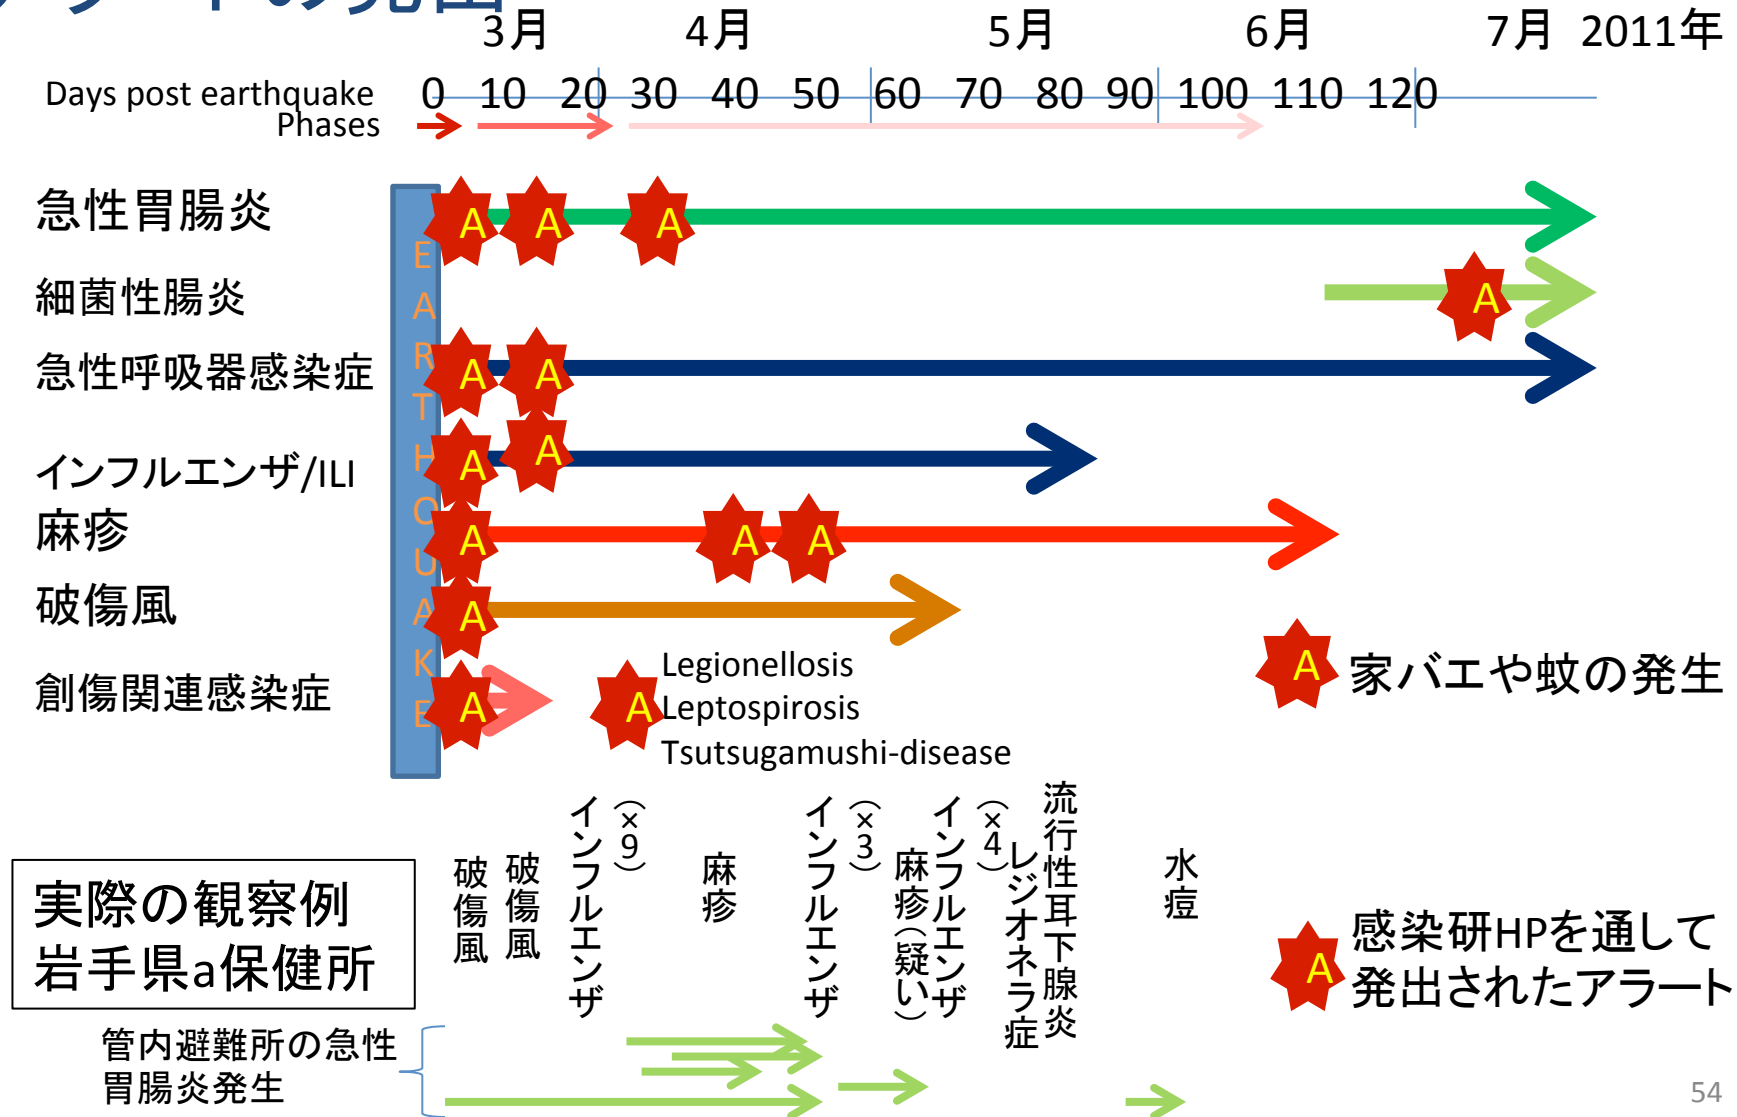 アラートの発出
3月 4月 5月 6月 7月 2011年
Days post earthquake 0 10 20 30 40 50 60 70 80 90 100 110 120
Phases
急性胃腸炎 A A A
細菌性腸炎 A
急性呼吸器感染症 A A
インフルエンザ/ILI A A
麻疹 A A A
破傷風 A
創傷関連感染症 A
EARTHQUAKE
A Legionellosis
Leptospirosis
Tsutsugamushi-disease
A 家バエや蚊の発生
実際の観察例
岩手県a保健所
破傷風
破傷風
インフルエンザ
(×9)
麻疹
インフルエンザ
(×3)
麻疹(疑い)
インフルエンザ
(×4)
レジオネラ症
流行性耳下腺炎
水痘
A 感染研HPを通して
発出されたアラート
管内避難所の急性
胃腸炎発生
54